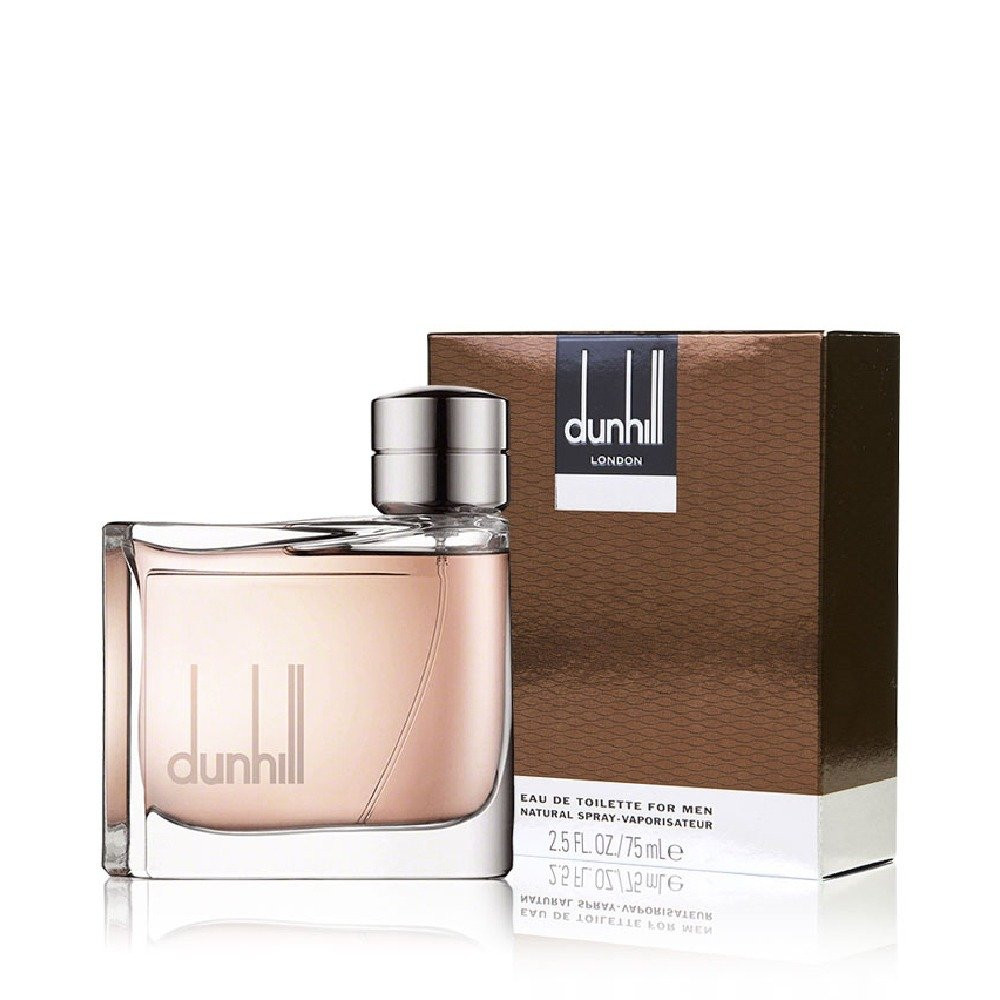 dunhill
dunhill
LONDON
EAU DE TOILETTE FOR MEN
NATURAL SPRAY-VAPORISATEUR
2.5 FL. OZ./75 mL e